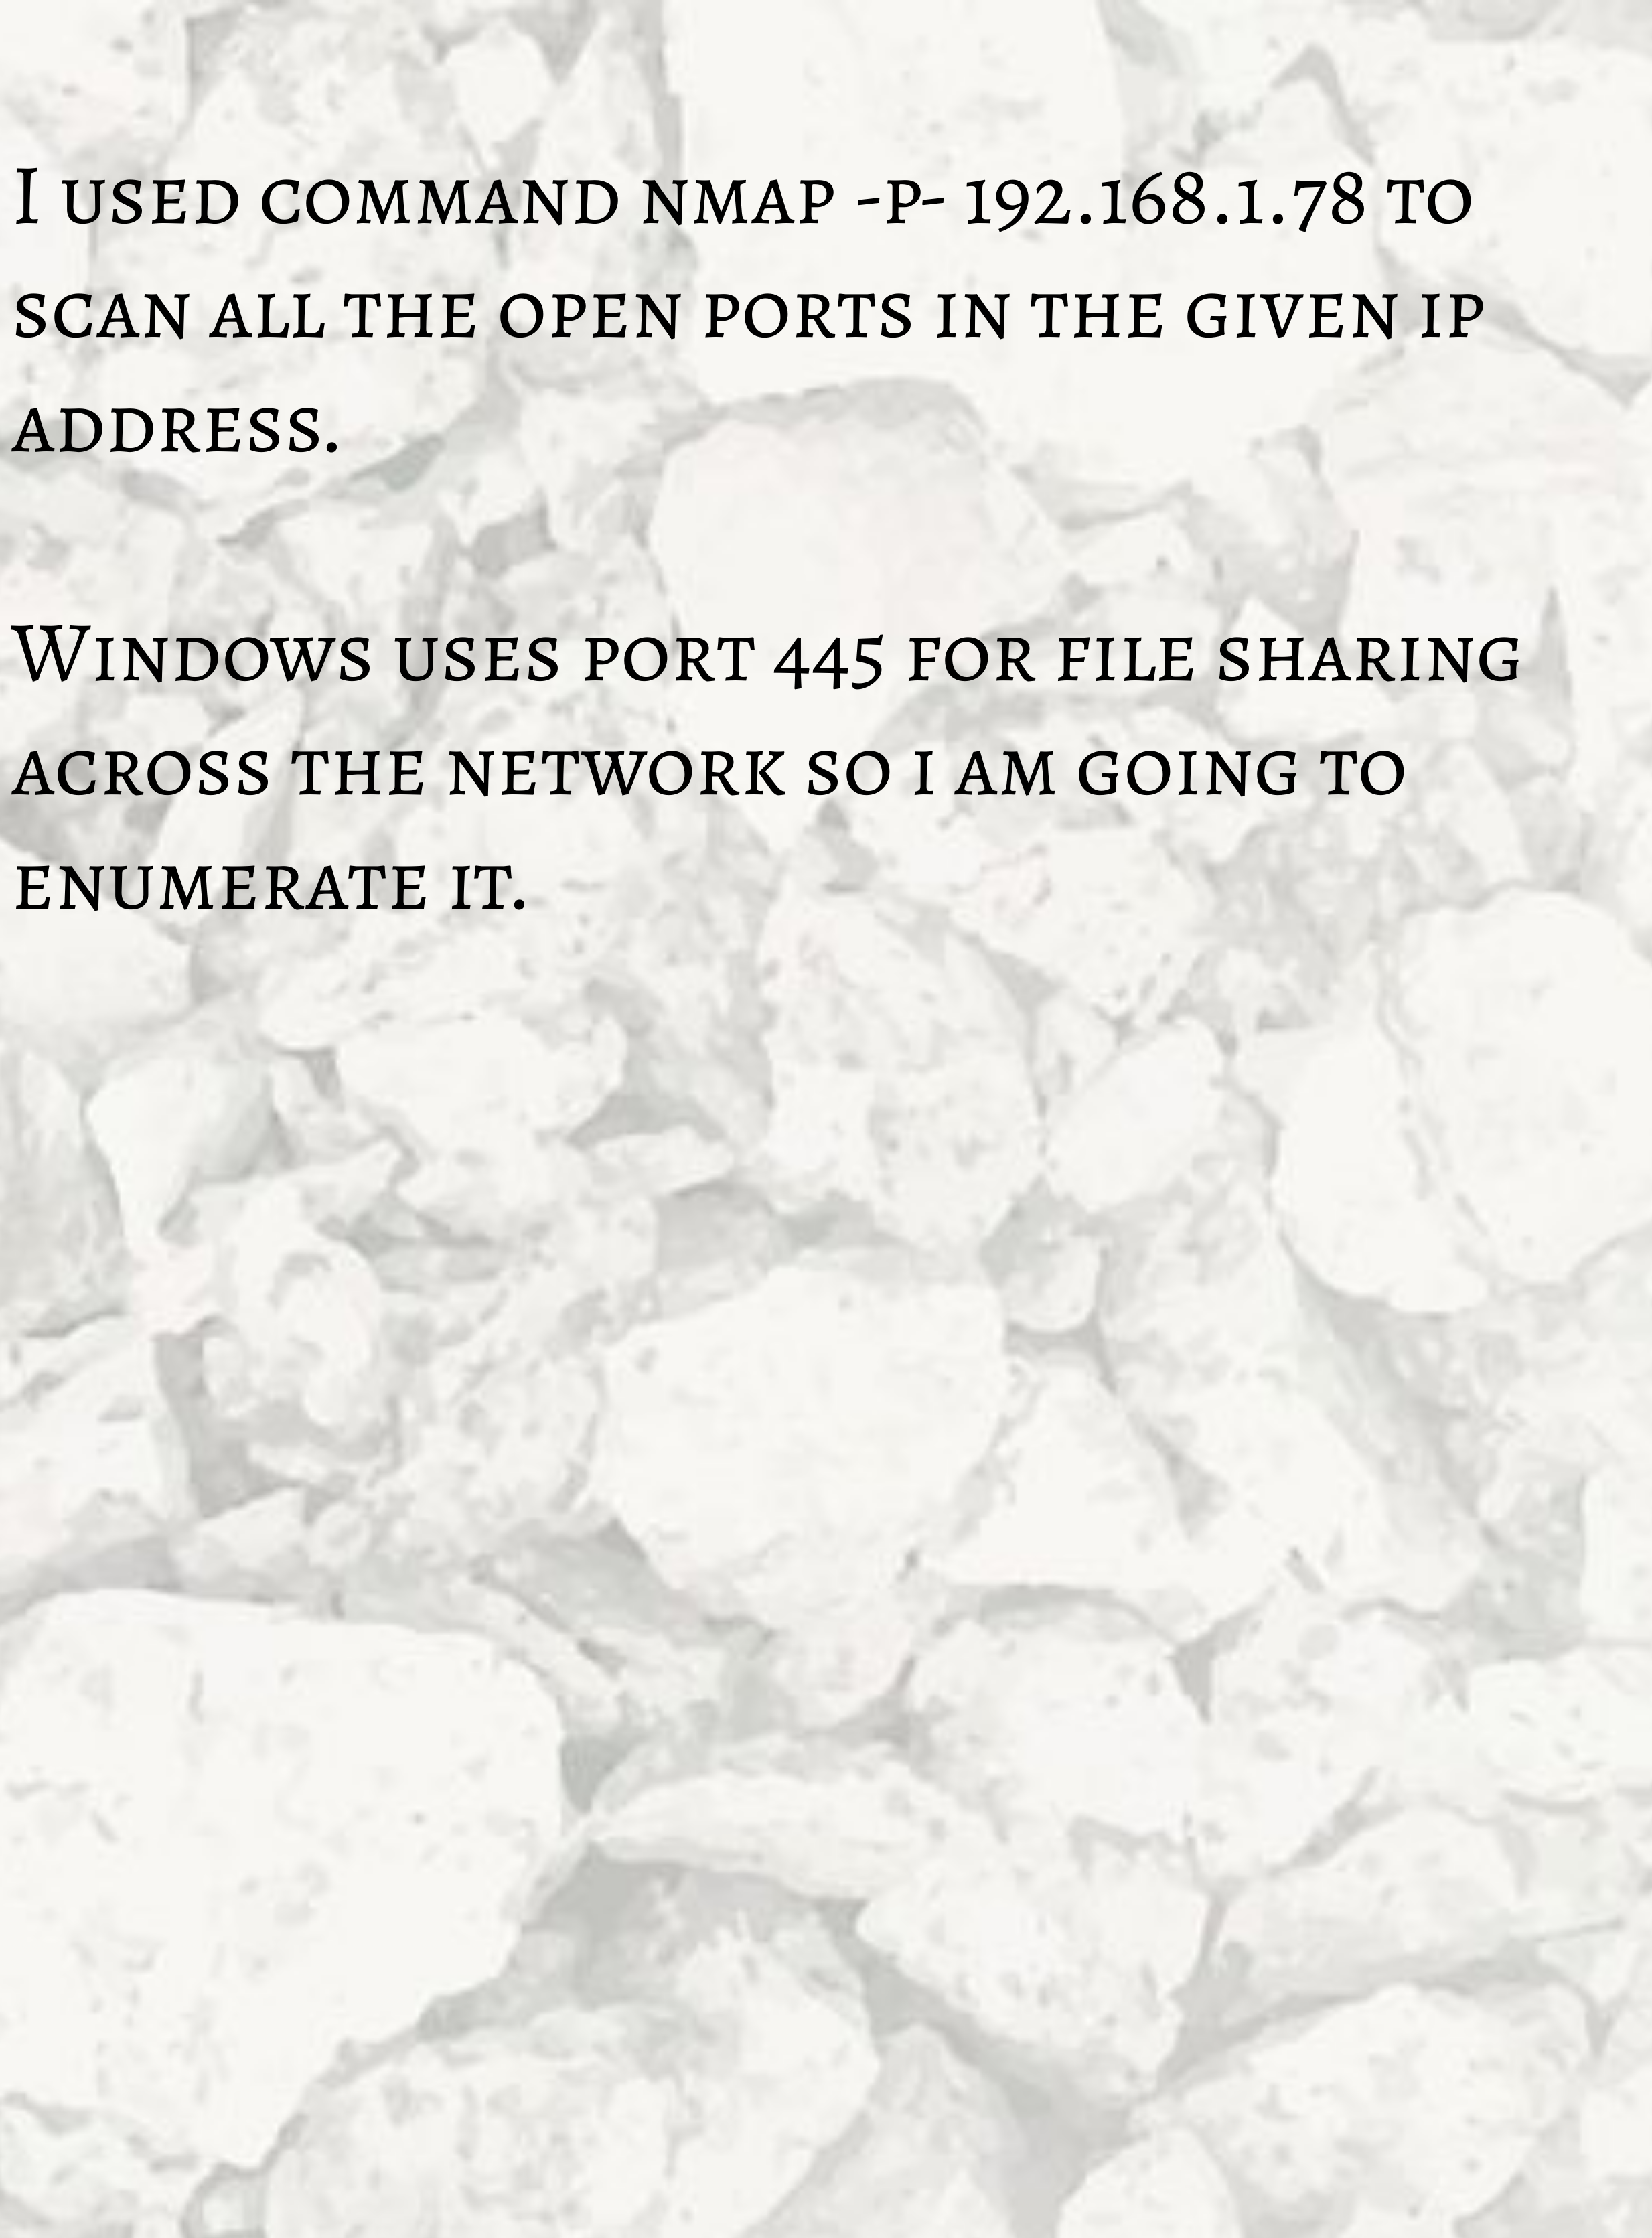 I used command nmap -p- 192.168.1.78 to
scan all the open ports in the given ip
address.
Windows uses port 445 for file sharing
across the network so i am going to
enumerate it.